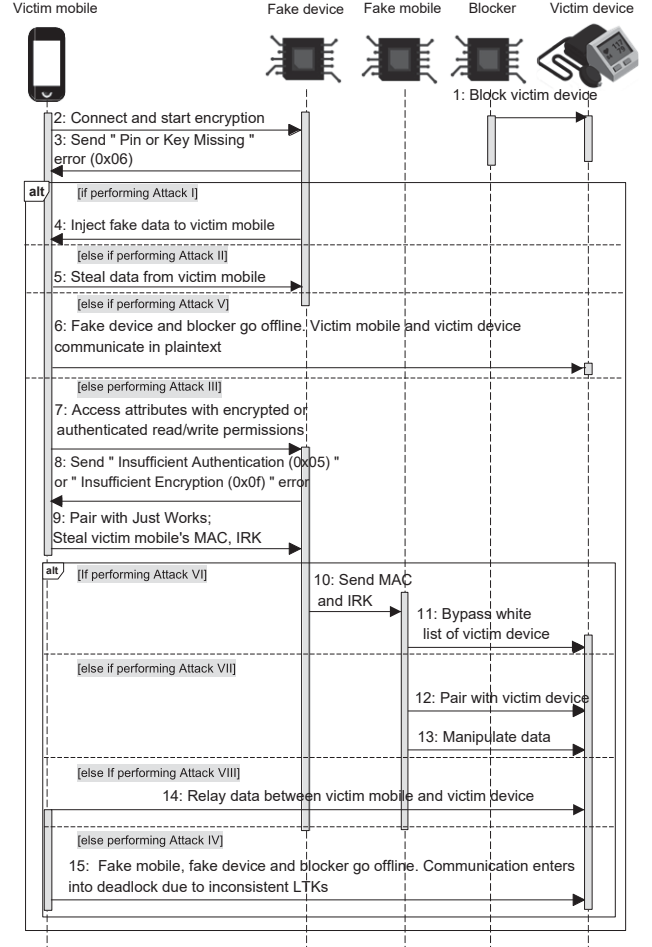 Victim mobile
Fake device
Fake mobile
Blocker
Victim device
1: Block victim device
2: Connect and start encryption
3: Send " Pin or Key Missing "
error (0x06)
alt
[if performing Attack I]
4: Inject fake data to victim mobile
[else if performing Attack II]
5: Steal data from victim mobile
[else if performing Attack V]
6: Fake device and blocker go offline. Victim mobile and victim device
communicate in plaintext
[else performing Attack III]
7: Access attributes with encrypted or
authenticated read/write permissions
8: Send " Insufficient Authentication (0x05) "
or " Insufficient Encryption (0x0f) " error
9: Pair with Just Works;
Steal victim mobile's MAC, IRK
alt
[If performing Attack VI]
10: Send MAC
and IRK
11: Bypass white
list of victim device
[else if performing Attack VII]
12: Pair with victim device
13: Manipulate data
[else If performing Attack VIII]
14: Relay data between victim mobile and victim device
[else performing Attack IV]
15: Fake mobile, fake device and blocker go offline. Communication enters
into deadlock due to inconsistent LTKs